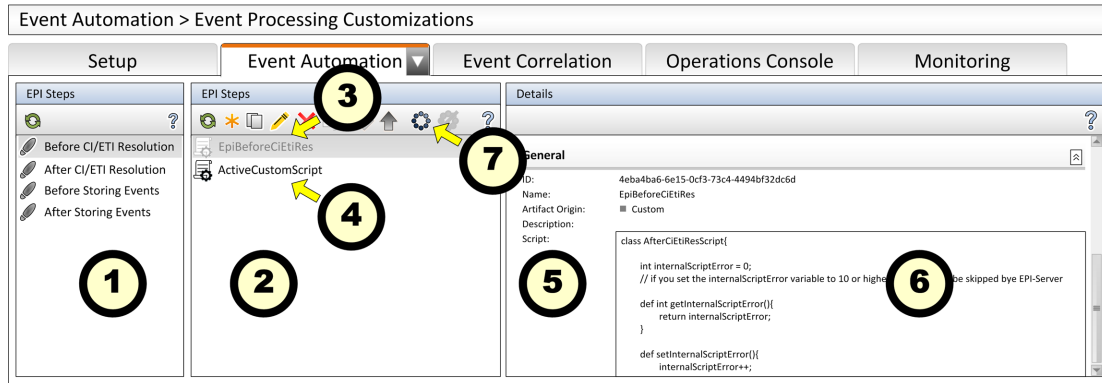 Event Automation > Event Processing Customizations
Setup
Event Automation
Event Correlation
Operations Console
Monitoring
EPI Steps
EPI Steps
Details
?
?
?
Before CI/ETI Resolution
After CI/ETI Resolution
Before Storing Events
After Storing Events
1
EpiBeforeCiEtiRes
ActiveCustomScript
2
3
4
7
General
ID: 4eba4ba6-6e15-0cf3-73c4-4494bf32dc6d
Name: EpiBeforeCiEtiRes
Artifact Origin: Custom
Description:
Script:
5
class AfterCiEtiResScript{
int internalScriptError = 0;
// if you set the internalScriptError variable to 10 or highe be skipped bye EPI-Server
6
def int getInternalScriptError(){
return internalScriptError;
}
def setInternalScriptError(){
internalScriptError++;